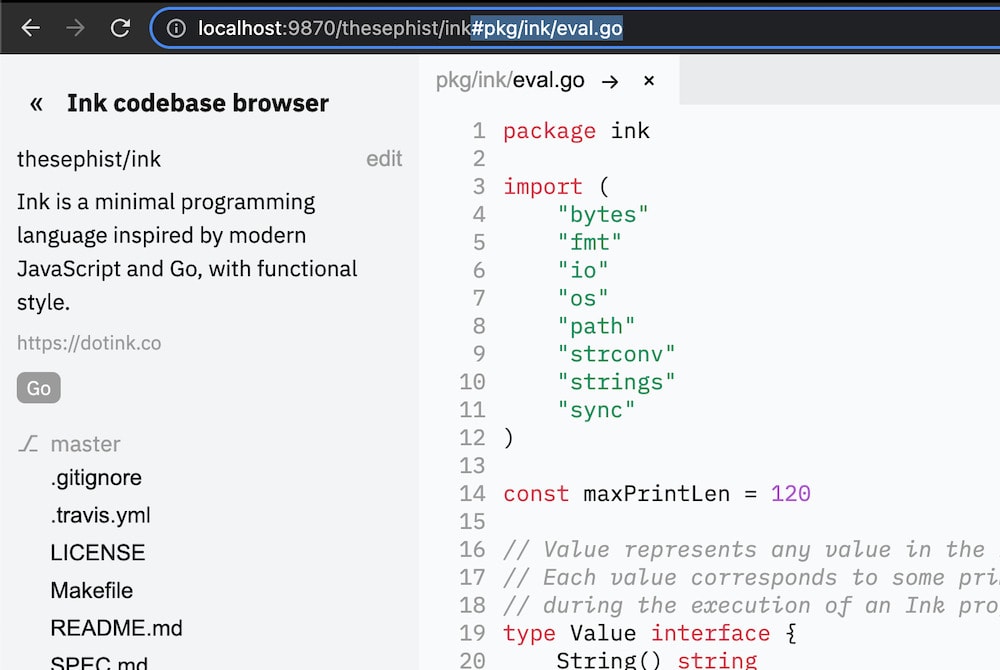 localhost:9870/thesephist/ink#pkg/ink/eval.go
« Ink codebase browser
thesephist/ink edit
Ink is a minimal programming
language inspired by modern
JavaScript and Go, with functional
style.
https://dotink.co
Go
master
.gitignore
.travis.yml
LICENSE
Makefile
README.md
SPEC.md
pkg/ink/eval.go → ×
1 package ink
2
3 import (
4 "bytes"
5 "fmt"
6 "io"
7 "os"
8 "path"
9 "strconv"
10 "strings"
11 "sync"
12 )
13
14 const maxPrintLen = 120
15
16 // Value represents any value in the
17 // Each value corresponds to some pri
18 // during the execution of an Ink pro
19 type Value interface {
20 String() string